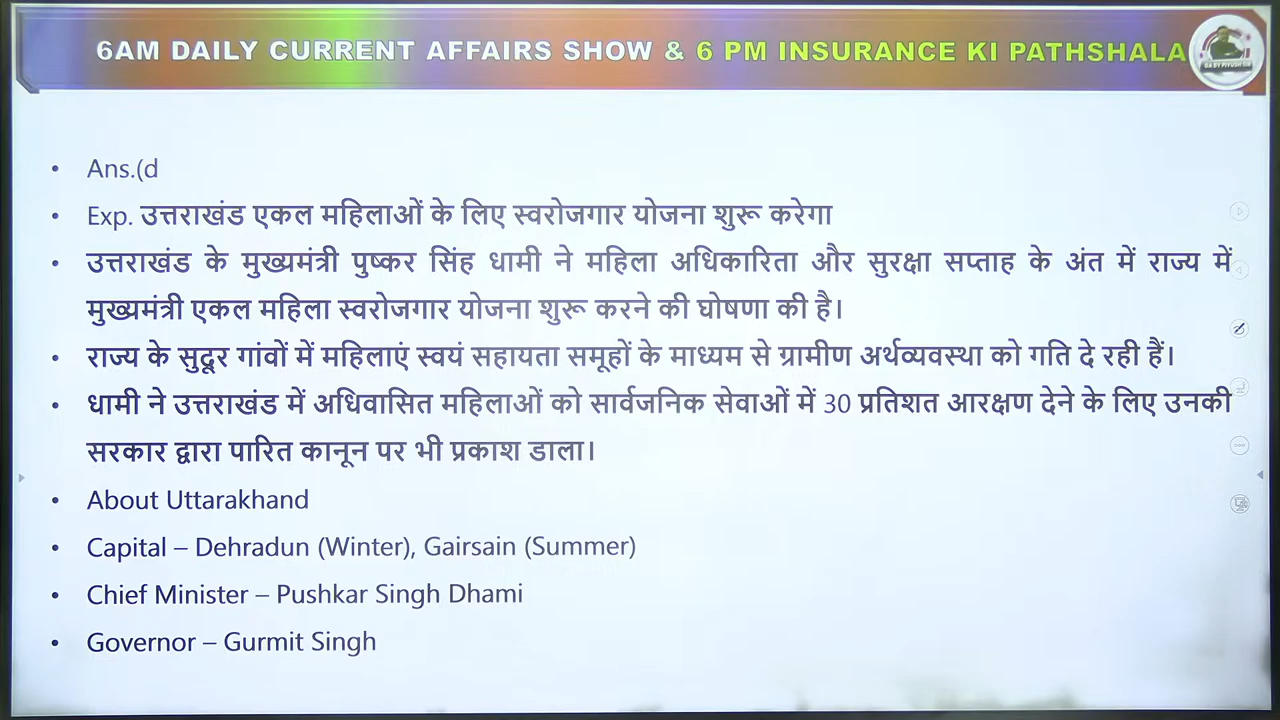 6AM DAILY CURRENT AFFAIRS SHOW & 6 PM INSURANCE KI PATHSHALA
• Ans.(d
• Exp. उत्तराखंड एकल महिलाओं के लिए स्वरोजगार योजना शुरू करेगा
• उत्तराखंड के मुख्यमंत्री पुष्कर सिंह धामी ने महिला अधिकारिता और सुरक्षा सप्ताह के अंत में राज्य में
मुख्यमंत्री एकल महिला स्वरोजगार योजना शुरू करने की घोषणा की है।
• राज्य के सुदूर गांवों में महिलाएं स्वयं सहायता समूहों के माध्यम से ग्रामीण अर्थव्यवस्था को गति दे रही हैं।
• धामी ने उत्तराखंड में अधिवासित महिलाओं को सार्वजनिक सेवाओं में 30 प्रतिशत आरक्षण देने के लिए उनकी
सरकार द्वारा पारित कानून पर भी प्रकाश डाला।
• About Uttarakhand
• Capital – Dehradun (Winter), Gairsain (Summer)
• Chief Minister – Pushkar Singh Dhami
• Governor – Gurmit Singh